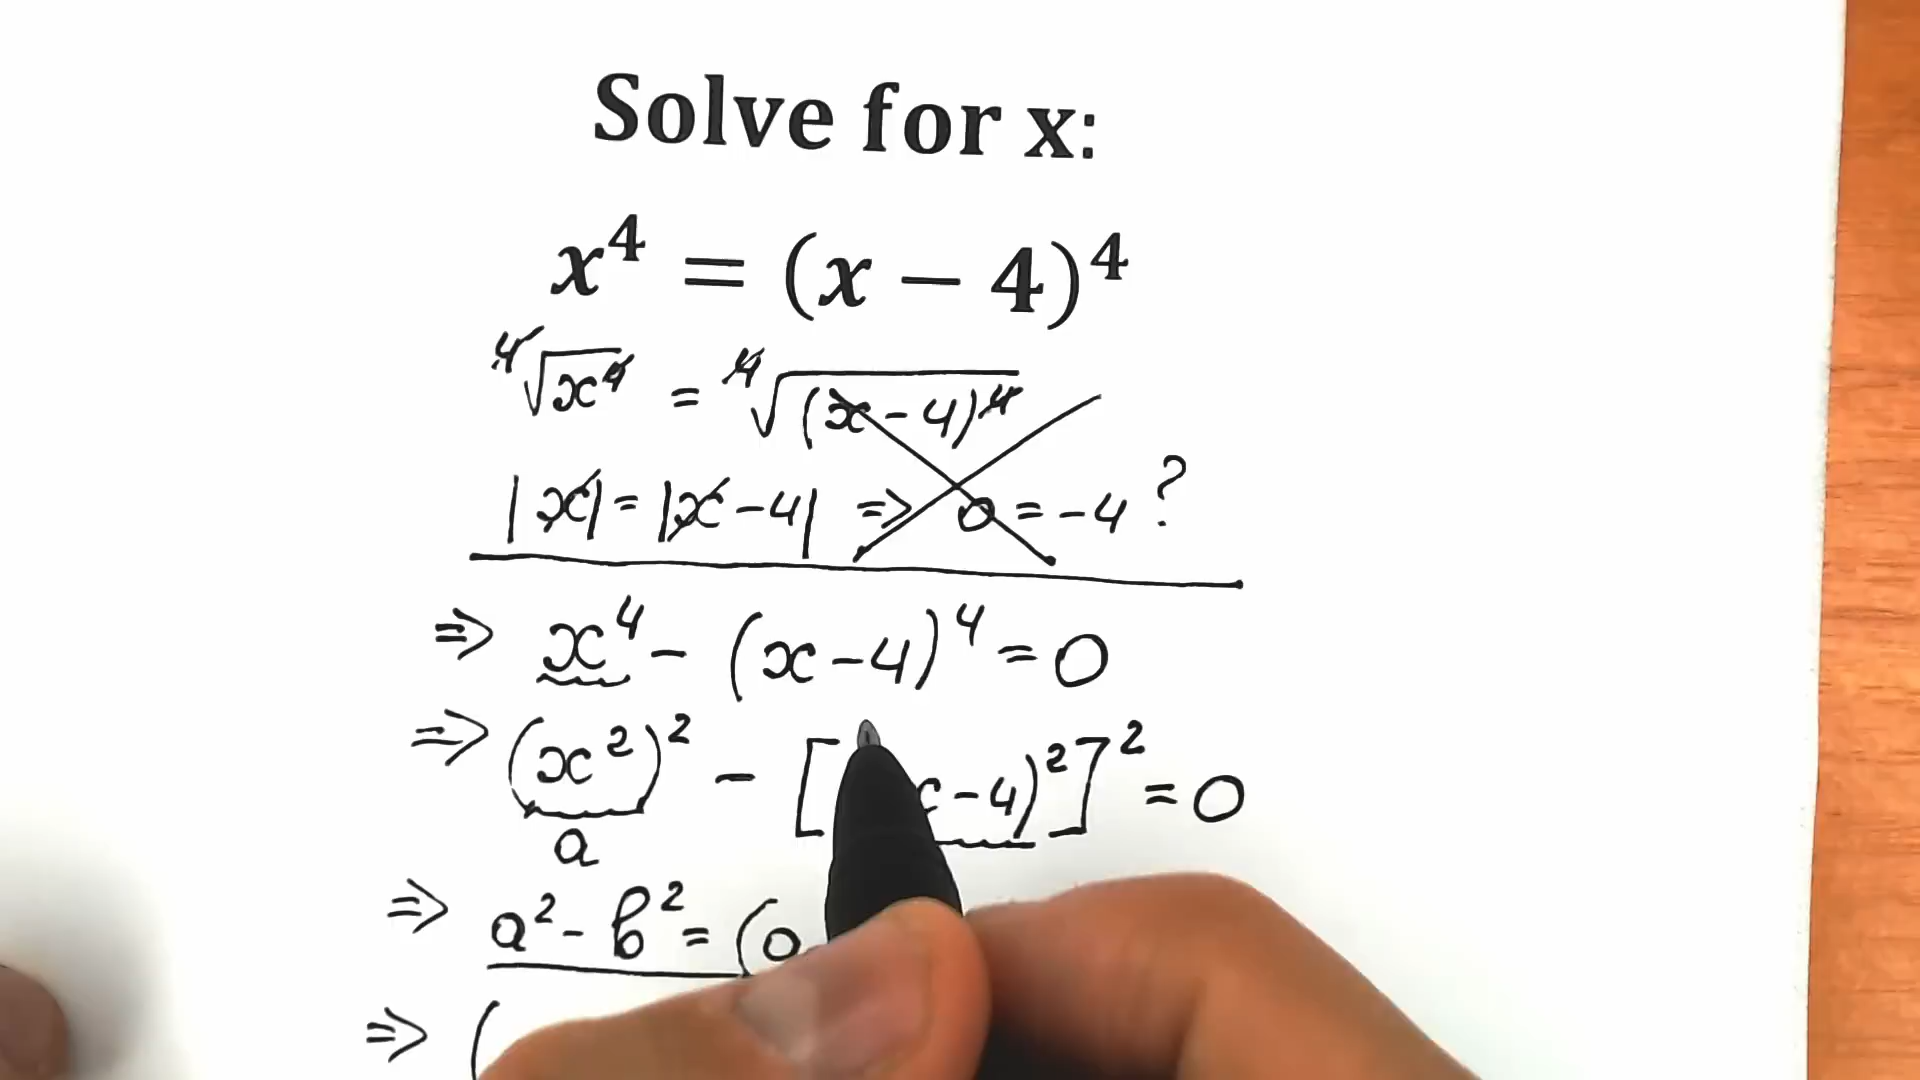 Solve for x:
x⁴ = (x − 4)⁴
⁴√x⁴ = ⁴√(x − 4)⁴
|x| = |x − 4| => 0 = −4 ?
=> x⁴ − (x − 4)⁴ = 0
=> (x²)² − [ − 4)²]² = 0
a
=> a² − b² = (a
=> (